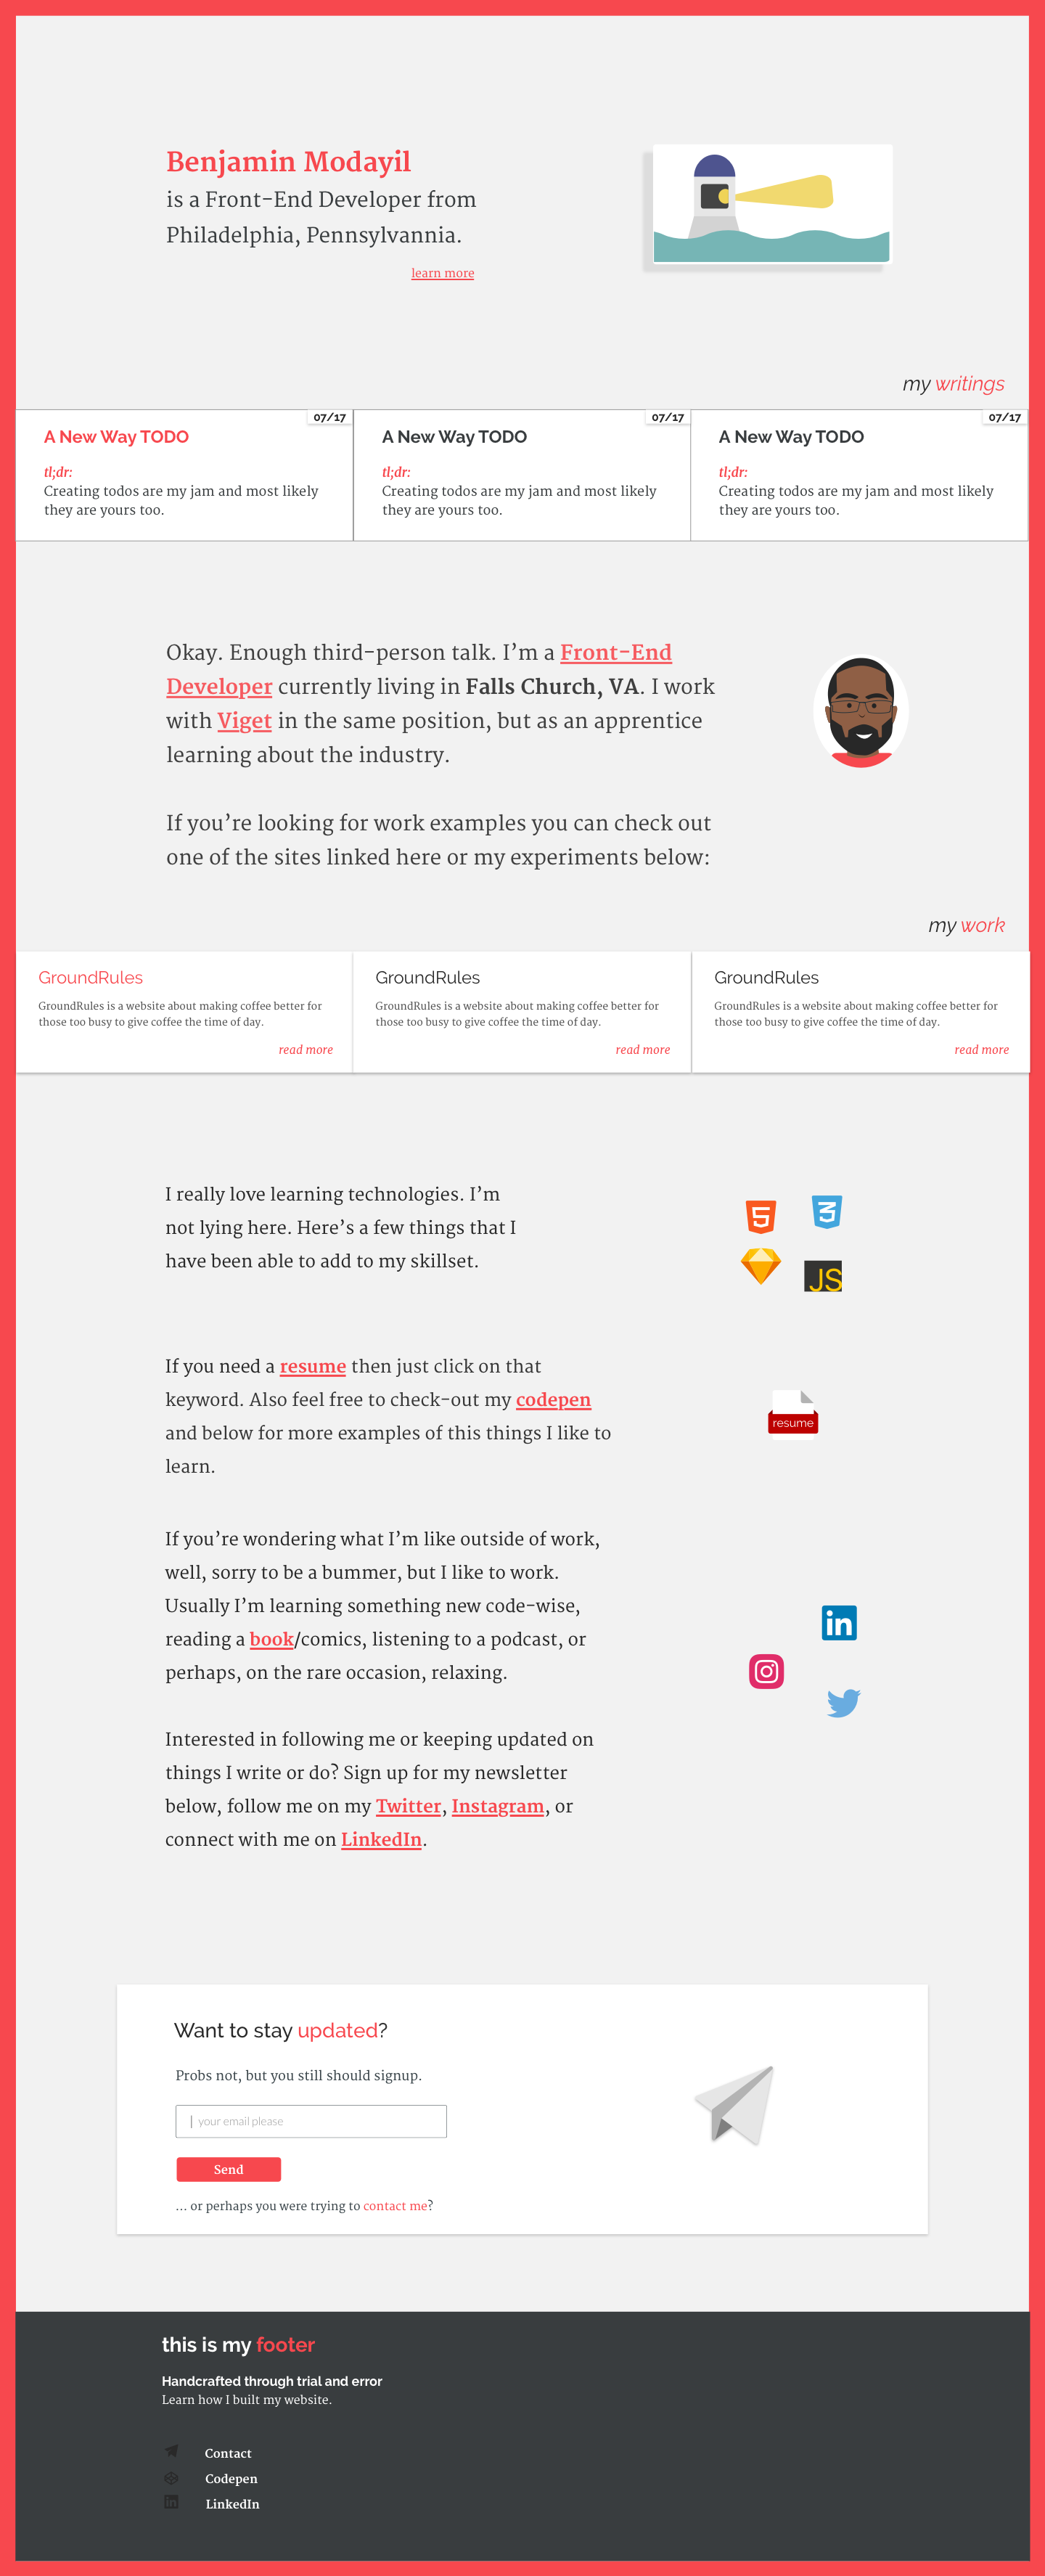 Benjamin Modayil
is a Front-End Developer from
Philadelphia, Pennsylvannia.
learn more
my writings
07/17
A New Way TODO
tl;dr:
Creating todos are my jam and most likely
they are yours too.
07/17
A New Way TODO
tl;dr:
Creating todos are my jam and most likely
they are yours too.
07/17
A New Way TODO
tl;dr:
Creating todos are my jam and most likely
they are yours too.
Okay. Enough third-person talk. I’m a Front-End
Developer currently living in Falls Church, VA. I work
with Viget in the same position, but as an apprentice
learning about the industry.
If you’re looking for work examples you can check out
one of the sites linked here or my experiments below:
my work
GroundRules
GroundRules is a website about making coffee better for
those too busy to give coffee the time of day.
read more
GroundRules
GroundRules is a website about making coffee better for
those too busy to give coffee the time of day.
read more
GroundRules
GroundRules is a website about making coffee better for
those too busy to give coffee the time of day.
read more
I really love learning technologies. I’m
not lying here. Here’s a few things that I
have been able to add to my skillset.
5
3
JS
If you need a resume then just click on that
keyword. Also feel free to check-out my codepen
and below for more examples of this things I like to
learn.
resume
If you’re wondering what I’m like outside of work,
well, sorry to be a bummer, but I like to work.
Usually I’m learning something new code-wise,
reading a book/comics, listening to a podcast, or
perhaps, on the rare occasion, relaxing.
in
Interested in following me or keeping updated on
things I write or do? Sign up for my newsletter
below, follow me on my Twitter, Instagram, or
connect with me on LinkedIn.
Want to stay updated?
Probs not, but you still should signup.
your email please
Send
... or perhaps you were trying to contact me?
this is my footer
Handcrafted through trial and error
Learn how I built my website.
Contact
Codepen
in
LinkedIn